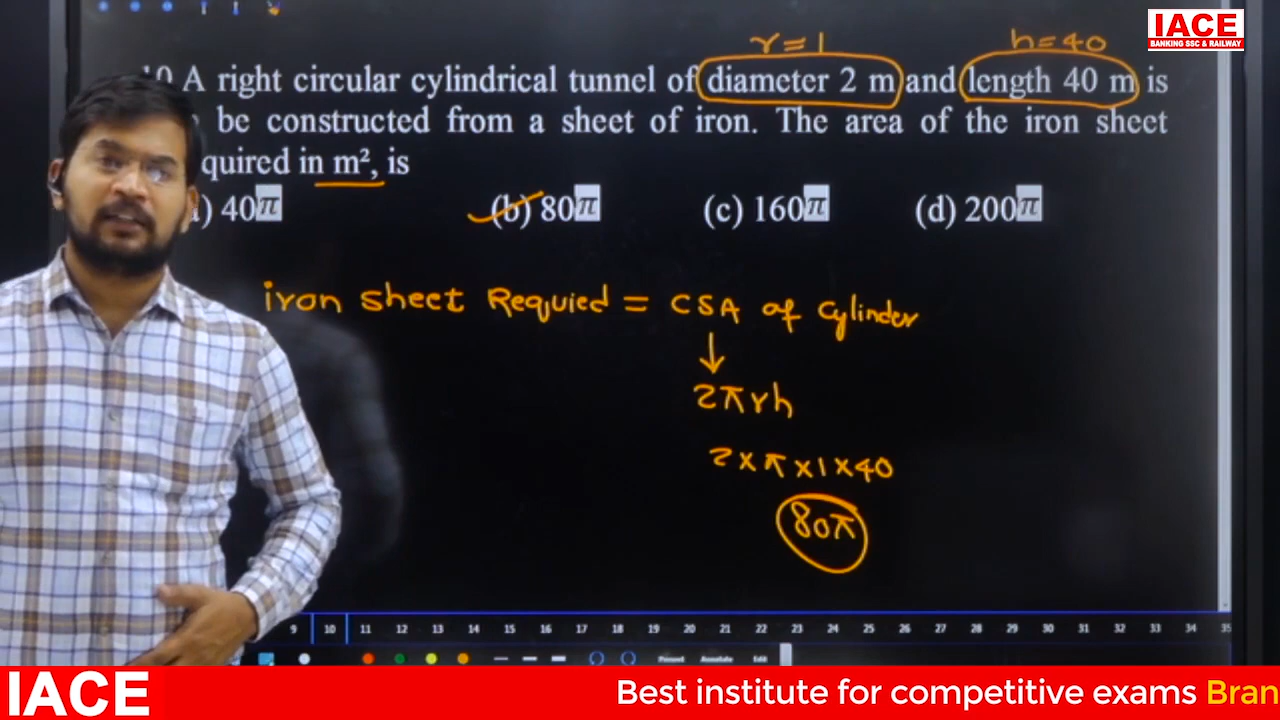 IACE
BANKING SSC & RAILWAY
r = 1
h = 40
10 A right circular cylindrical tunnel of diameter 2 m and length 40 m is
be constructed from a sheet of iron. The area of the iron sheet
quired in m², is
) 40π
(b) 80π
(c) 160π
(d) 200π
iron sheet Requied = CSA of cylinder
↓
2πrh
2×π×1×40
80π
9 10 11 12 13 14 15 16 17 18 19 20 21 22 23 24 25 26 27 28 29 30 31 32 33 34 35
Annotate Edit
IACE
Best institute for competitive exams Bran